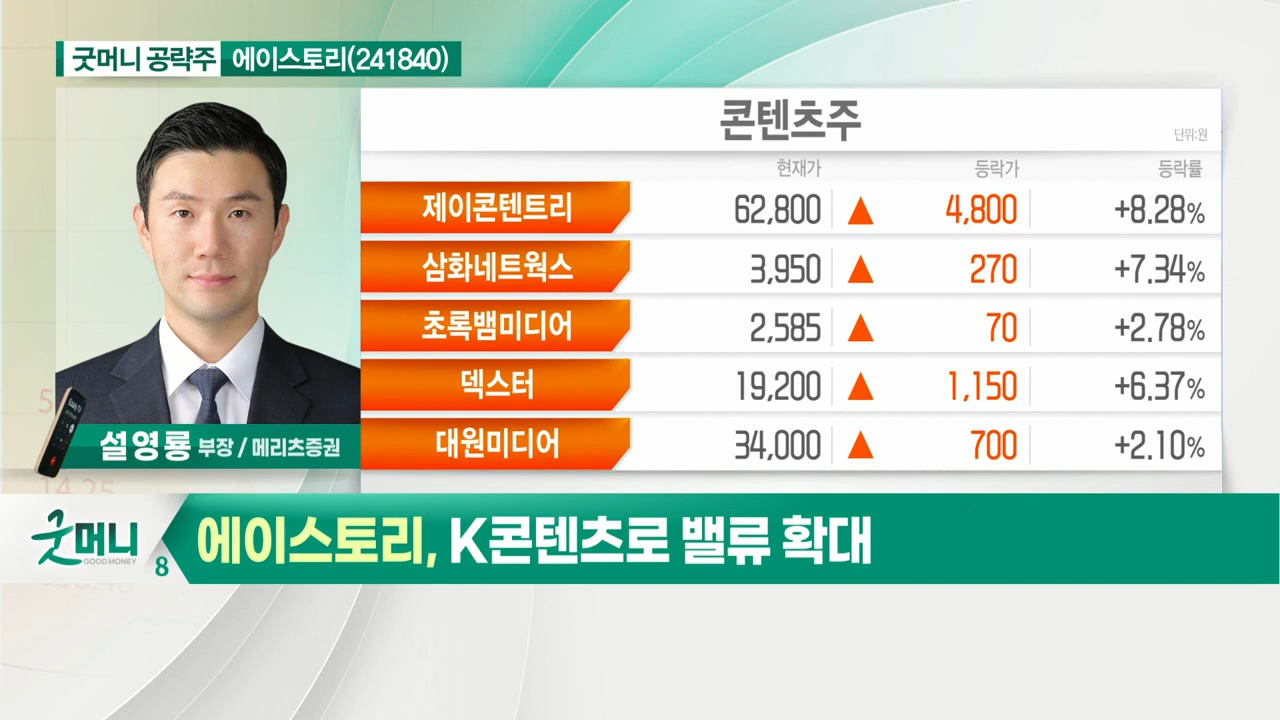 굿머니 공략주 에이스토리(241840)
콘텐츠주
단위:원
현재가 등락가 등락률
제이콘텐트리 62,800 ▲ 4,800 +8.28%
삼화네트웍스 3,950 ▲ 270 +7.34%
초록뱀미디어 2,585 ▲ 70 +2.78%
덱스터 19,200 ▲ 1,150 +6.37%
대원미디어 34,000 ▲ 700 +2.10%
설영룡 부장 / 메리츠증권
굿머니
GOOD MONEY
8
에이스토리, K콘텐츠로 밸류 확대